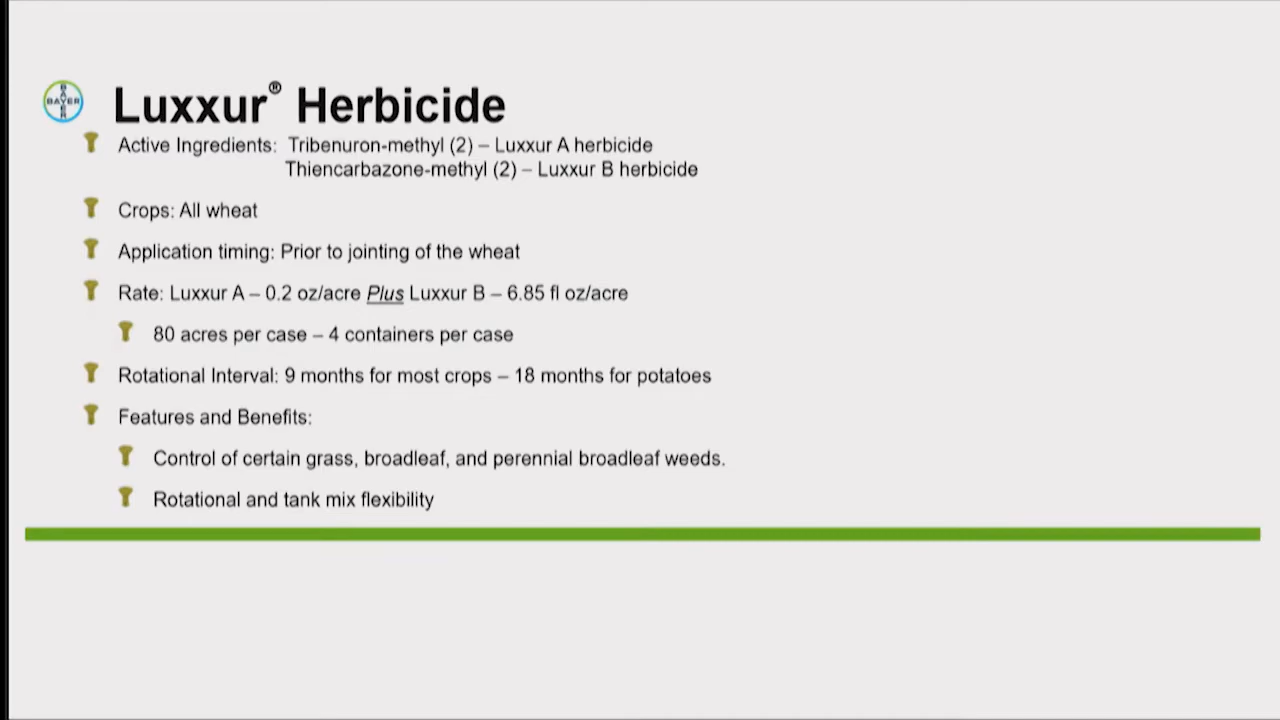 BAYER
BAYER
Luxxur® Herbicide
Active Ingredients: Tribenuron-methyl (2) – Luxxur A herbicide
Thiencarbazone-methyl (2) – Luxxur B herbicide
Crops: All wheat
Application timing: Prior to jointing of the wheat
Rate: Luxxur A – 0.2 oz/acre Plus Luxxur B – 6.85 fl oz/acre
80 acres per case – 4 containers per case
Rotational Interval: 9 months for most crops – 18 months for potatoes
Features and Benefits:
Control of certain grass, broadleaf, and perennial broadleaf weeds.
Rotational and tank mix flexibility